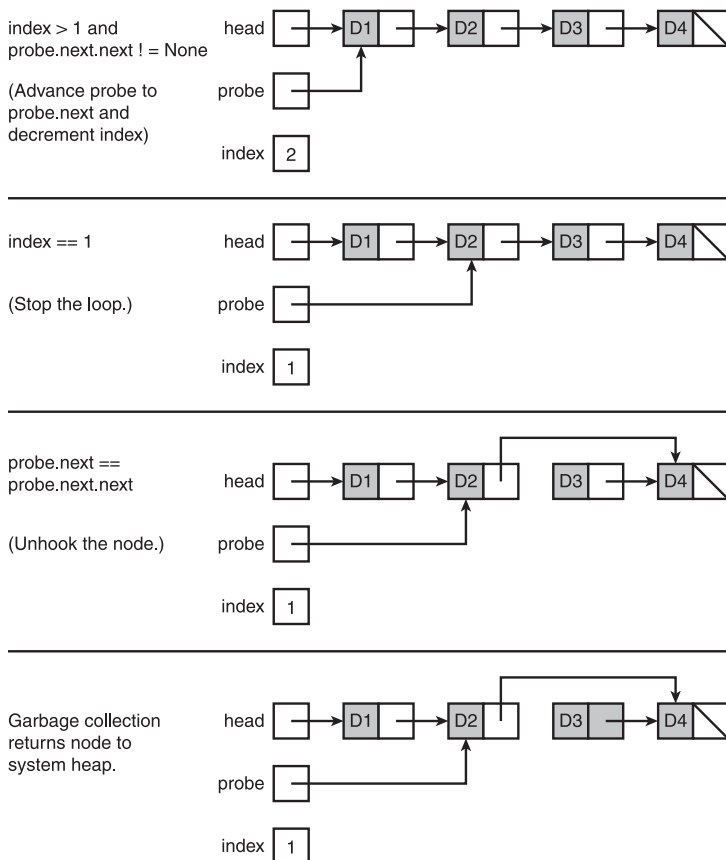 index > 1 and
probe.next.next ! = None
(Advance probe to
probe.next and
decrement index)
head D1 D2 D3 D4
probe
index 2
index == 1
(Stop the loop.)
head D1 D2 D3 D4
probe
index 1
probe.next ==
probe.next.next
(Unhook the node.)
head D1 D2 D3 D4
probe
index 1
Garbage collection
returns node to
system heap.
head D1 D2 D3 D4
probe
index 1